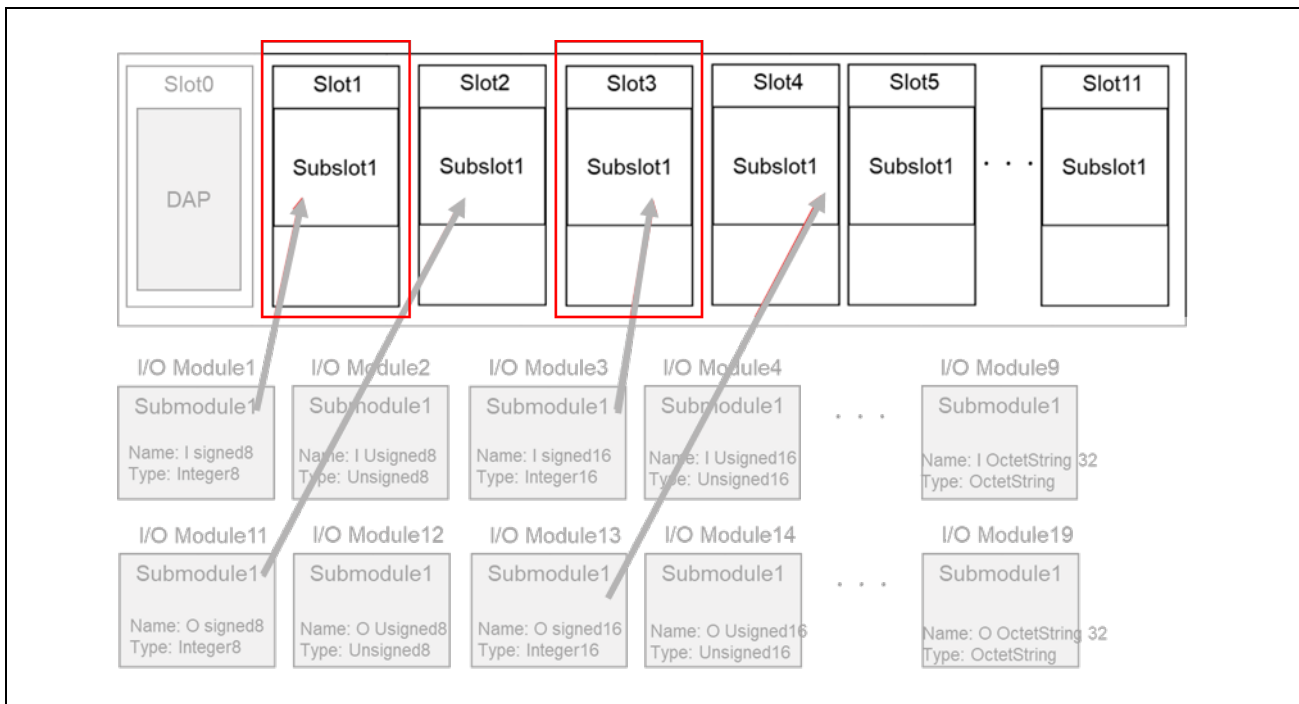 Slot0 Slot1 Slot2 Slot3 Slot4 Slot5 Slot11
DAP Subslot1 Subslot1 Subslot1 Subslot1 Subslot1 . . . Subslot1
I/O Module1 I/O Module2 I/O Module3 I/O Module4 I/O Module9
Submodule1 Submodule1 Submodule1 Submodule1 . . . Submodule1
Name: I signed8 Name: I Usigned8 Name: I signed16 Name: I Usigned16 Name: I OctetString 32
Type: Integer8 Type: Unsigned8 Type: Integer16 Type: Unsigned16 Type: OctetString
I/O Module11 I/O Module12 I/O Module13 I/O Module14 I/O Module19
Submodule1 Submodule1 Submodule1 Submodule1 . . . Submodule1
Name: O signed8 Name: O Usigned8 Name: O signed16 Name: O Usigned16 Name: O OctetString 32
Type: Integer8 Type: Unsigned8 Type: Integer16 Type: Unsigned16 Type: OctetString